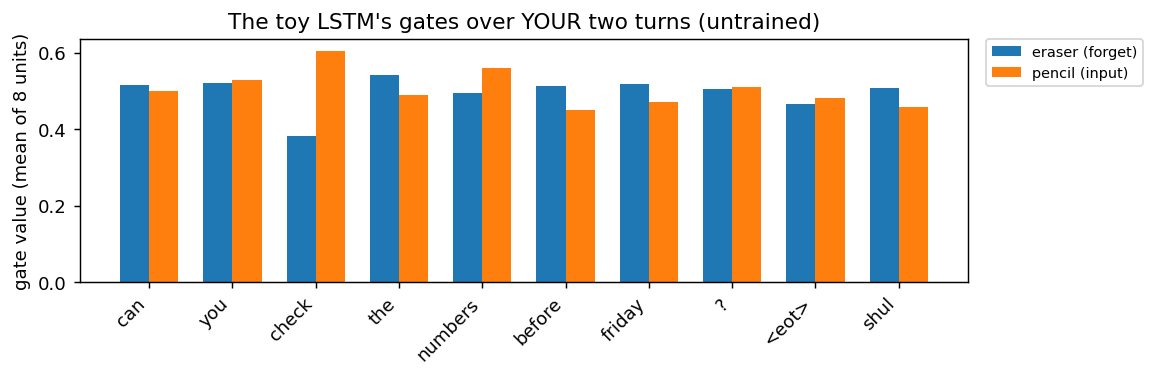 The toy LSTM's gates over YOUR two turns (untrained)
eraser (forget)
pencil (input)
gate value (mean of 8 units)
0.6
0.4
0.2
0.0
can
you
check
the
numbers
before
friday
?
<eot>
shul